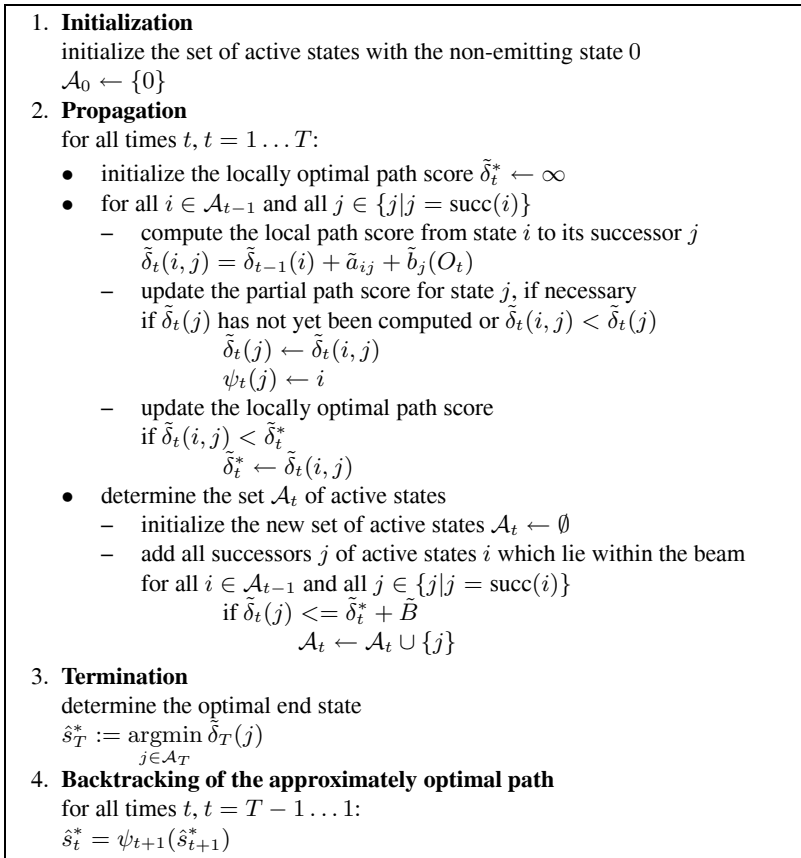 1. Initialization
initialize the set of active states with the non-emitting state 0
𝒜₀ ← {0}
2. Propagation
for all times t, t = 1 … T:
• initialize the locally optimal path score δ̃*ₜ ← ∞
• for all i ∈ 𝒜ₜ₋₁ and all j ∈ {j|j = succ(i)}
– compute the local path score from state i to its successor j
δ̃ₜ(i, j) = δ̃ₜ₋₁(i) + ãᵢⱼ + b̃ⱼ(Oₜ)
– update the partial path score for state j, if necessary
if δ̃ₜ(j) has not yet been computed or δ̃ₜ(i, j) < δ̃ₜ(j)
δ̃ₜ(j) ← δ̃ₜ(i, j)
ψₜ(j) ← i
– update the locally optimal path score
if δ̃ₜ(i, j) < δ̃*ₜ
δ̃*ₜ ← δ̃ₜ(i, j)
• determine the set 𝒜ₜ of active states
– initialize the new set of active states 𝒜ₜ ← ∅
– add all successors j of active states i which lie within the beam
for all i ∈ 𝒜ₜ₋₁ and all j ∈ {j|j = succ(i)}
if δ̃ₜ(j) <= δ̃*ₜ + B̃
𝒜ₜ ← 𝒜ₜ ∪ {j}
3. Termination
determine the optimal end state
ŝ*_T := argmin δ̃_T(j)
j∈𝒜_T
4. Backtracking of the approximately optimal path
for all times t, t = T − 1 … 1:
ŝ*ₜ = ψₜ₊₁(ŝ*ₜ₊₁)